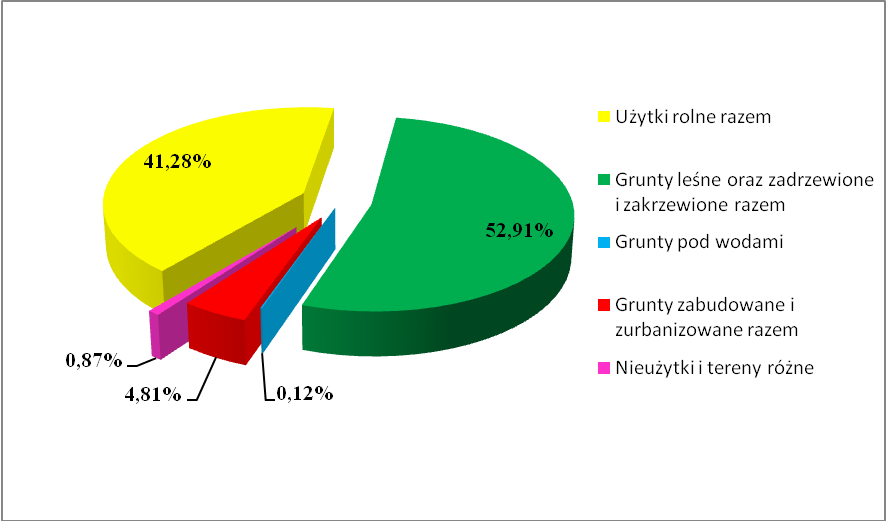 41,28%
52,91%
0,87%
4,81%
0,12%
Użytki rolne razem
Grunty leśne oraz zadrzewione
i zakrzewione razem
Grunty pod wodami
Grunty zabudowane i
zurbanizowane razem
Nieużytki i tereny różne